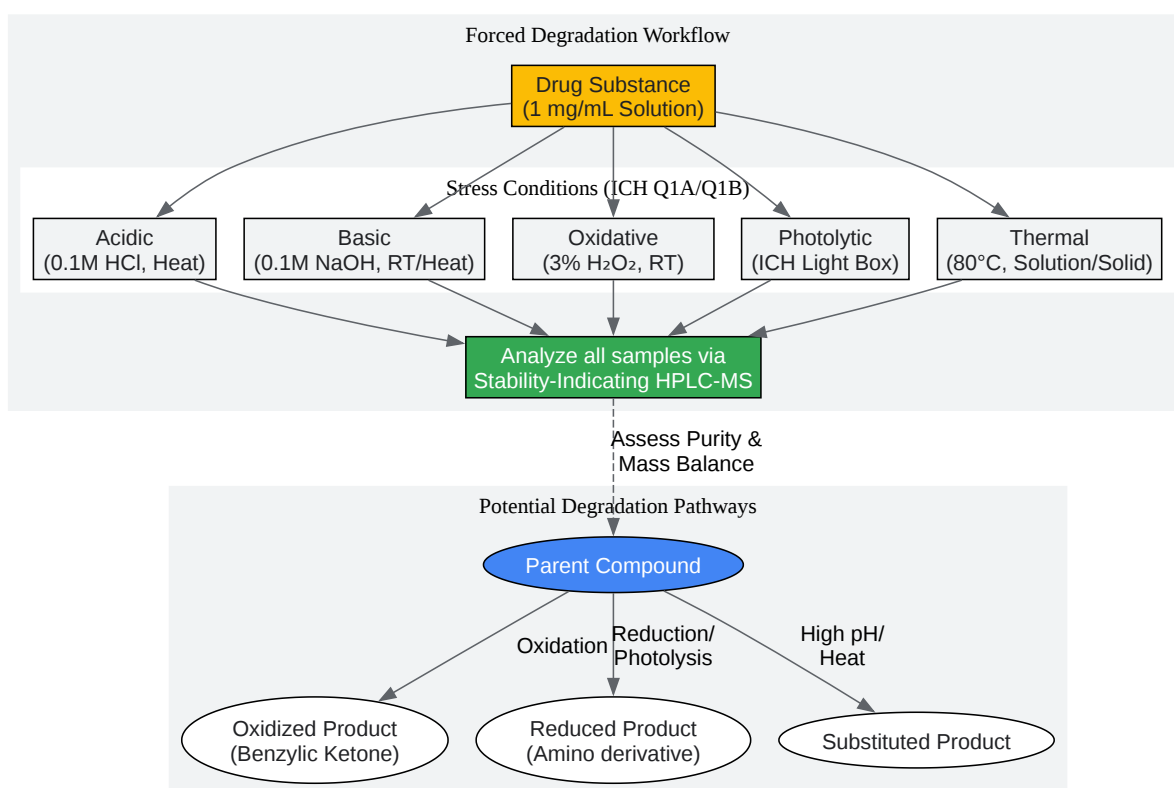 Forced Degradation Workflow
Drug Substance
(1 mg/mL Solution)
Stress Conditions (ICH Q1A/Q1B)
Acidic
(0.1M HCl, Heat)
Basic
(0.1M NaOH, RT/Heat)
Oxidative
(3% H₂O₂, RT)
Photolytic
(ICH Light Box)
Thermal
(80°C, Solution/Solid)
Analyze all samples via
Stability-Indicating HPLC-MS
Assess Purity &
Mass Balance
Potential Degradation Pathways
Parent Compound
Oxidation
Reduction/
Photolysis
High pH/
Heat
Oxidized Product
(Benzylic Ketone)
Reduced Product
(Amino derivative)
Substituted Product